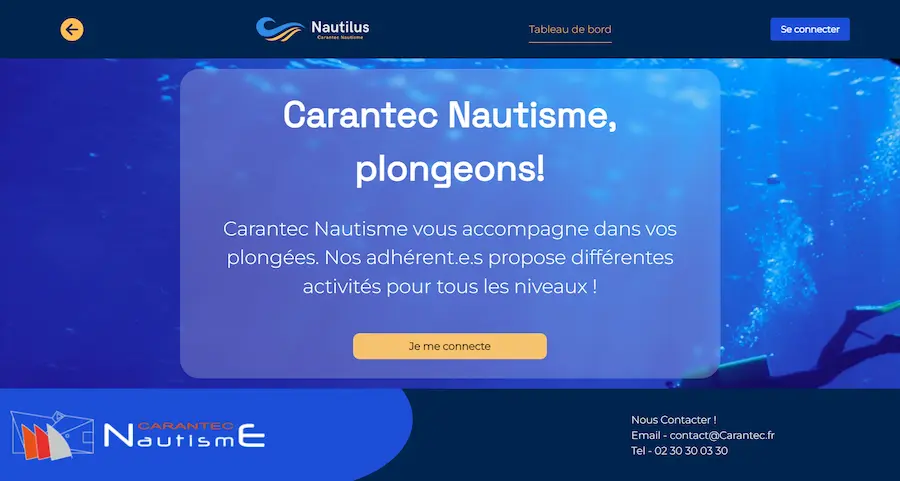 Nautilus
Carantec Nautisme
Tableau de bord
Se connecter
Carantec Nautisme,
plongeons!
Carantec Nautisme vous accompagne dans vos
plongées. Nos adhérent.e.s propose différentes
activités pour tous les niveaux !
Je me connecte
CARANTEC
NautismE
Nous Contacter !
Email - contact@Carantec.fr
Tel - 02 30 30 03 30